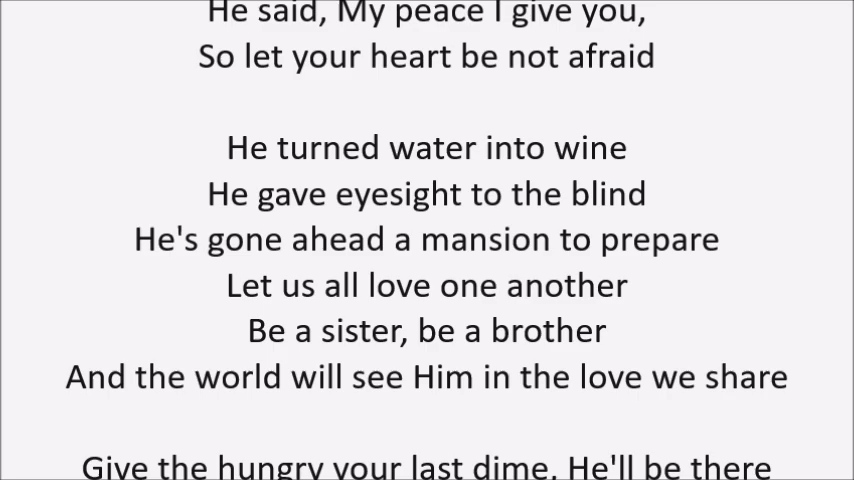 He said, My peace I give you,
So let your heart be not afraid
He turned water into wine
He gave eyesight to the blind
He's gone ahead a mansion to prepare
Let us all love one another
Be a sister, be a brother
And the world will see Him in the love we share
Give the hungry your last dime, He'll be there